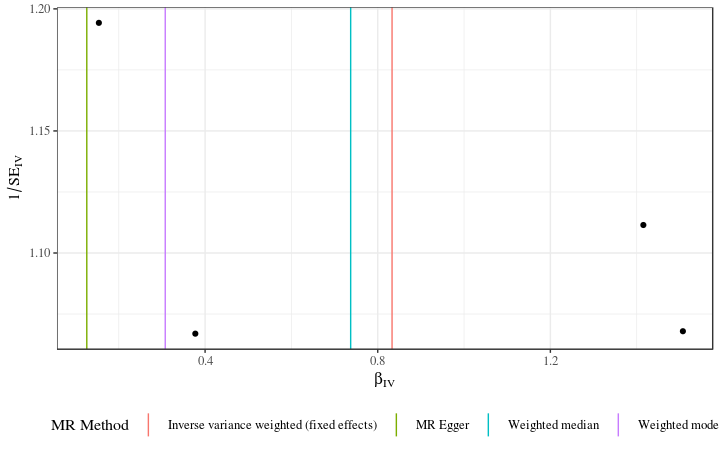 1.20
1.15
1.10
1/SE_IV
0.4 0.8 1.2
β_IV
MR Method Inverse variance weighted (fixed effects) MR Egger Weighted median Weighted mode